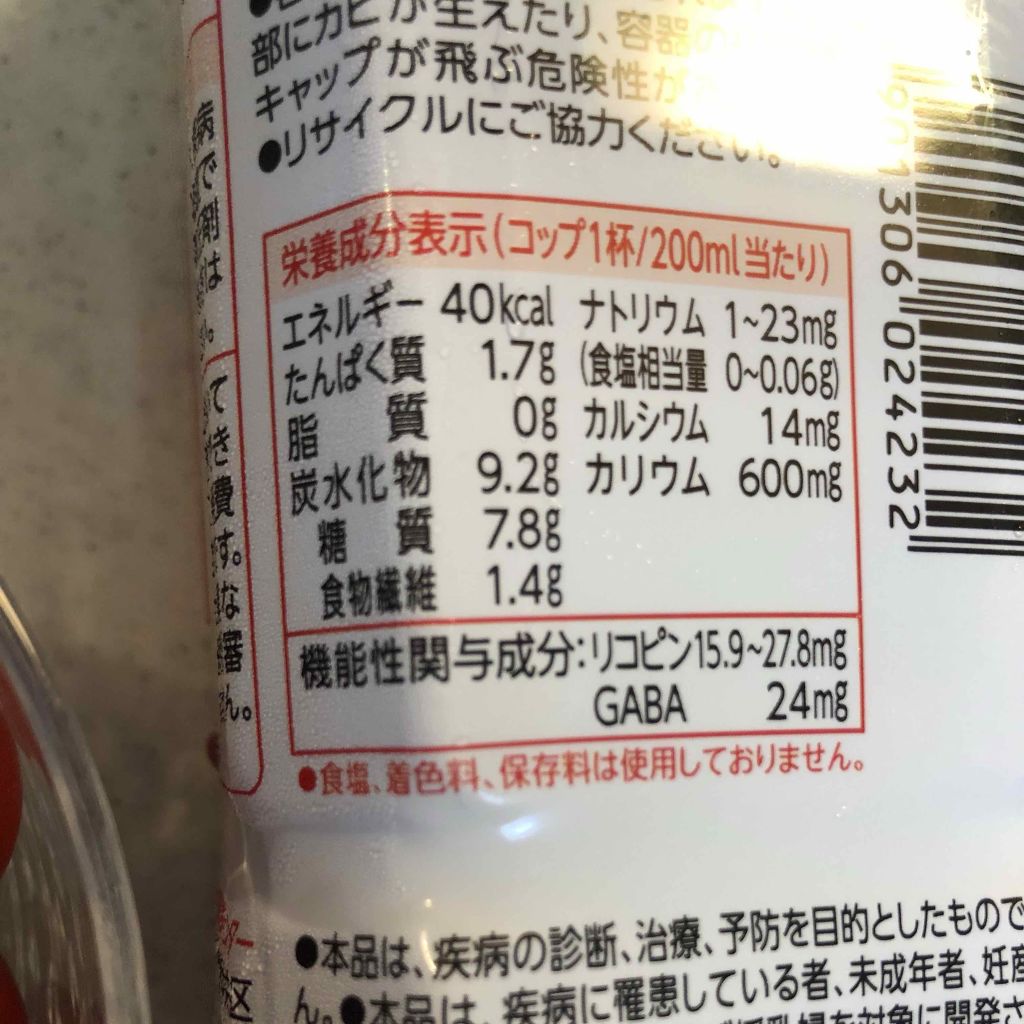 部にカビが生えたり、容器の
キャップが飛ぶ危険性が
●リサイクルにご協力ください。
栄養成分表示(コップ1杯/200ml当たり)
エネルギー 40kcal ナトリウム 1~23mg
たんぱく質 1.7g (食塩相当量 0~0.06g)
脂質 0g カルシウム 14mg
炭水化物 9.2g カリウム 600mg
糖質 7.8g
食物繊維 1.4g
機能性関与成分:リコピン15.9~27.8mg
GABA 24mg
●食塩、着色料、保存料は使用しておりません。
●本品は、疾病の診断、治療、予防を目的としたもので
ん。●本品は、疾病に罹患している者、未成年者、妊産
対象に開発さ
306 024232